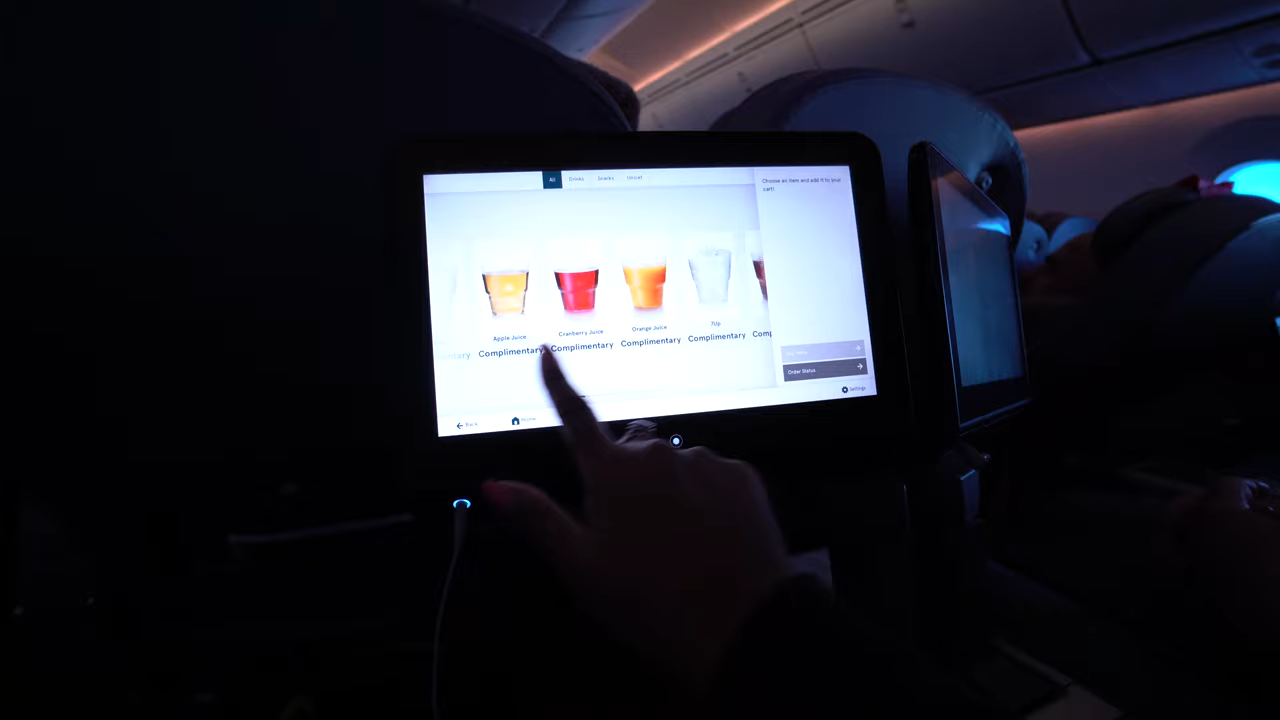 All Drinks Snacks
Choose an item and add it to your
cart!
Apple Juice Cranberry Juice Orange Juice 7Up
Complimentary Complimentary Complimentary Complimentary
Order Status
Back Home Settings